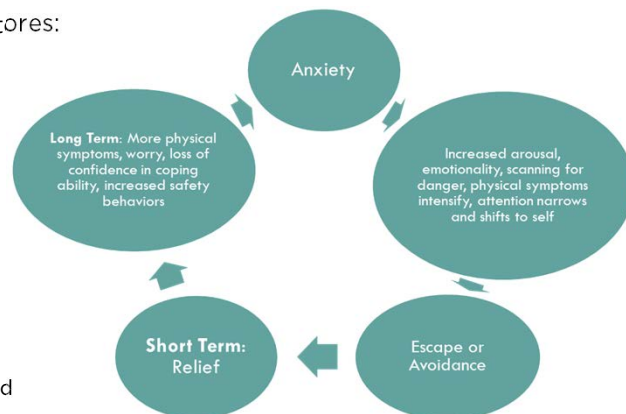 Anxiety
Increased arousal,
emotionality, scanning for
danger, physical symptoms
intensify, attention narrows
and shifts to self
Escape or
Avoidance
Short Term:
Relief
Long Term: More physical
symptoms, worry, loss of
confidence in coping
ability, increased safety
behaviors